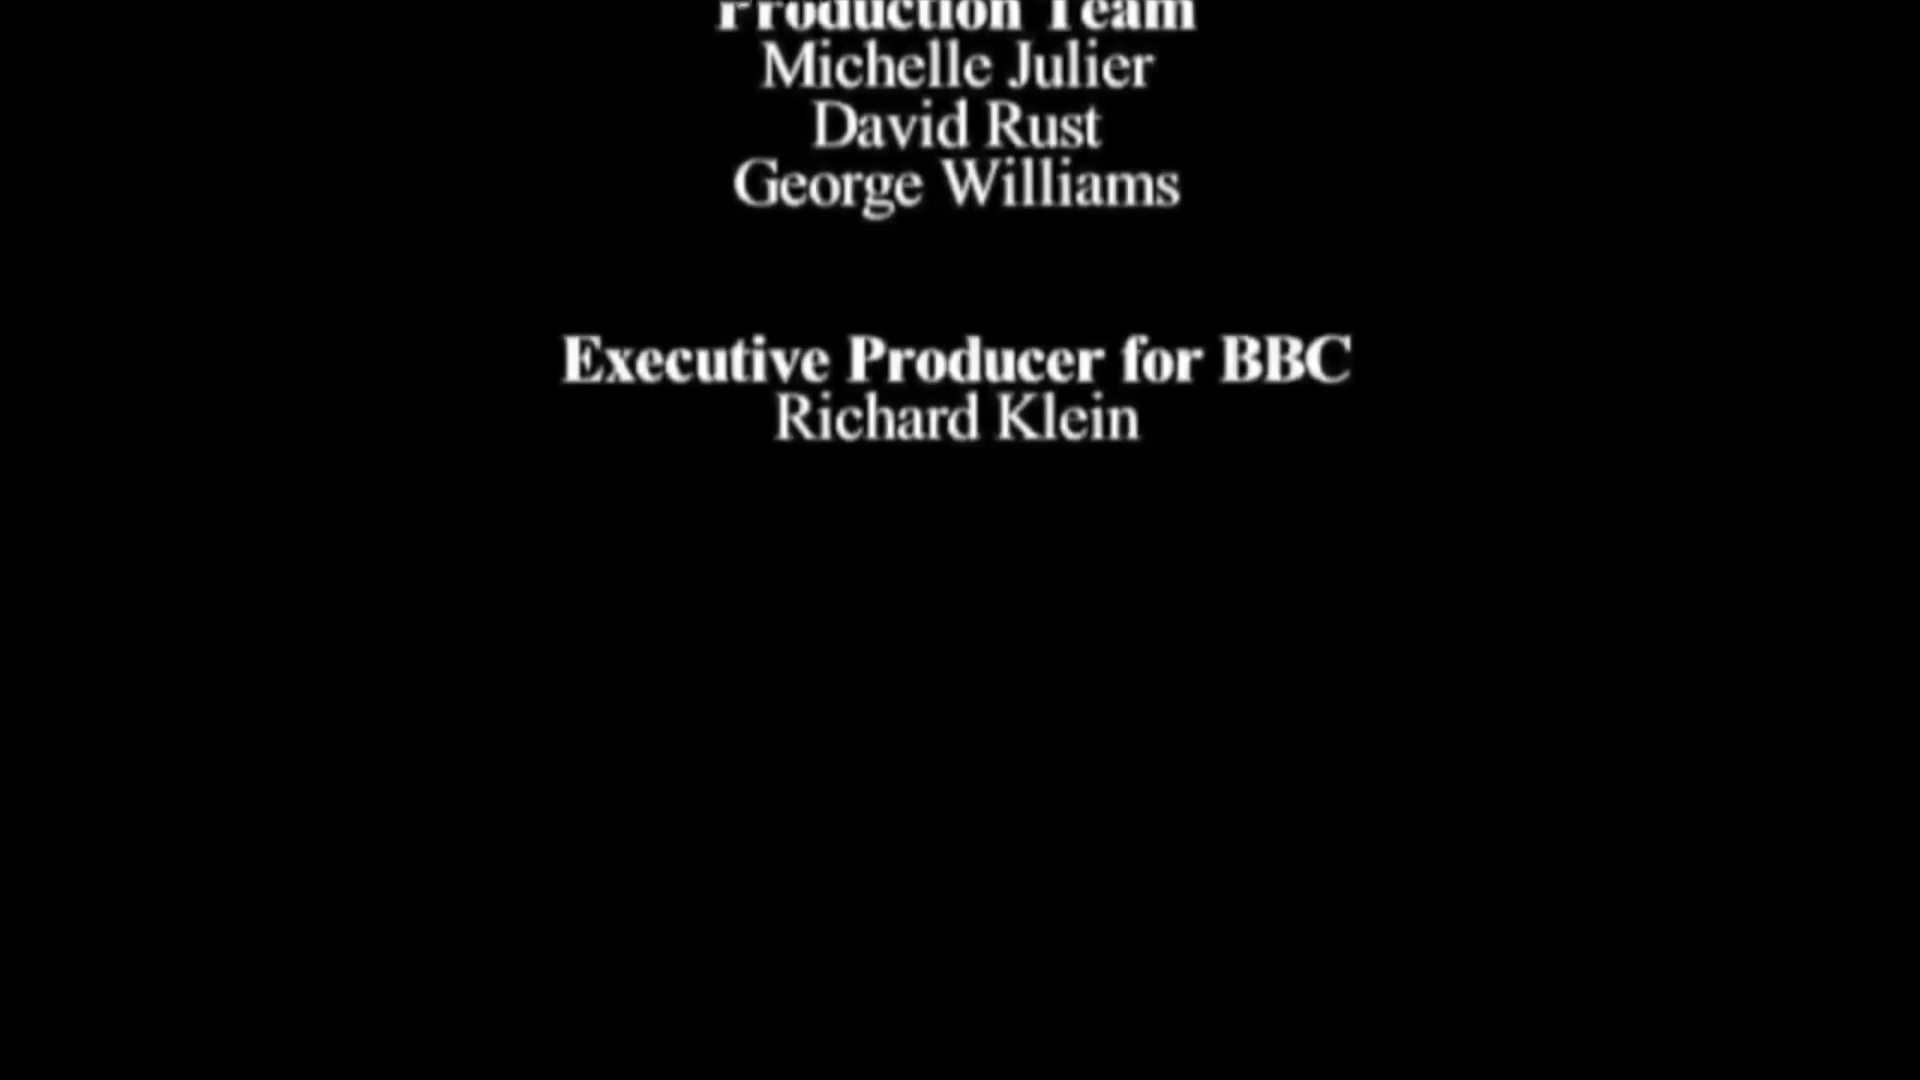 Production Team
Michelle Julier
David Rust
George Williams
Executive Producer for BBC
Richard Klein